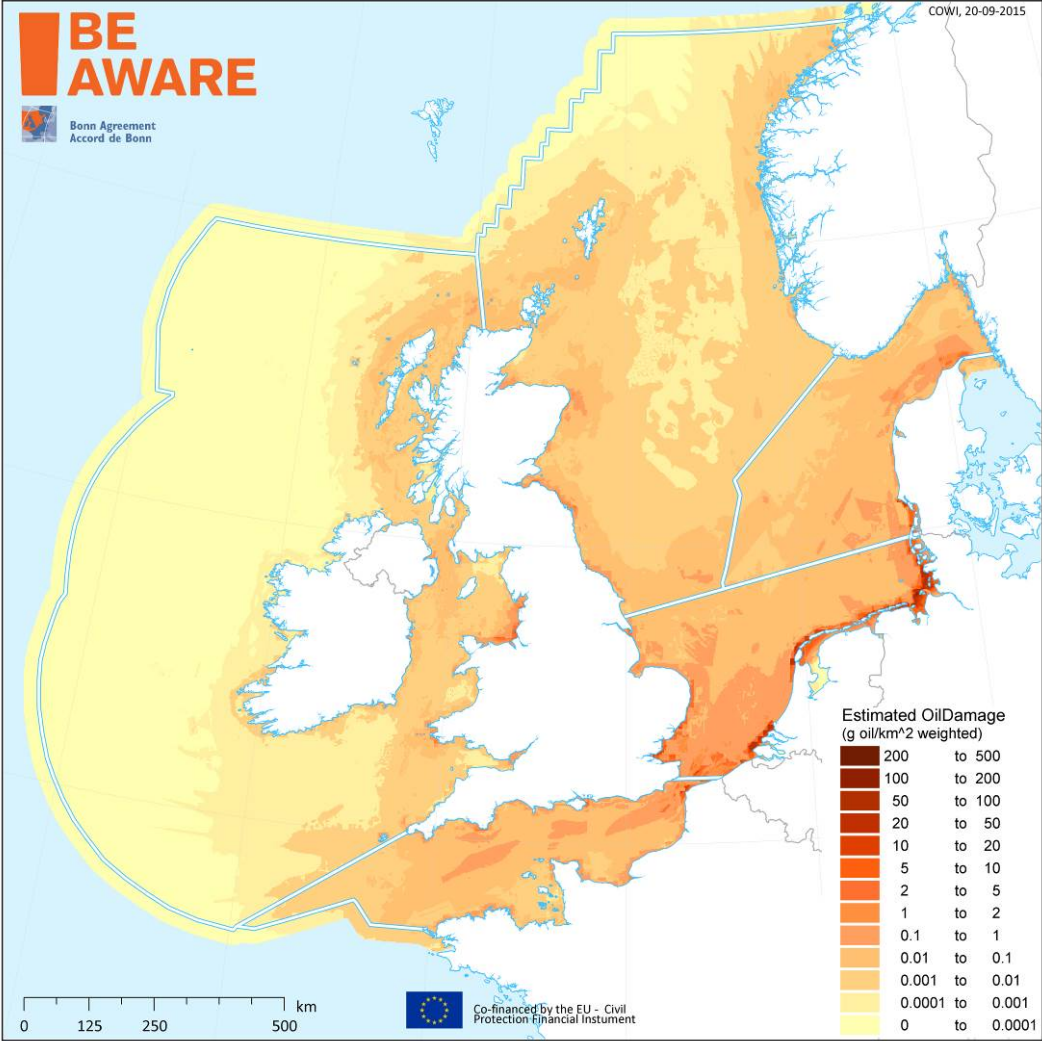 COWI, 20-09-2015
BE
AWARE
Bonn Agreement
Accord de Bonn
Estimated OilDamage
(g oil/km^2 weighted)
200 to 500
100 to 200
50 to 100
20 to 50
10 to 20
5 to 10
2 to 5
1 to 2
0.1 to 1
0.01 to 0.1
0.001 to 0.01
0.0001 to 0.001
0 to 0.0001
km
0 125 250 500
Co-financed by the EU - Civil
Protection Financial Instument